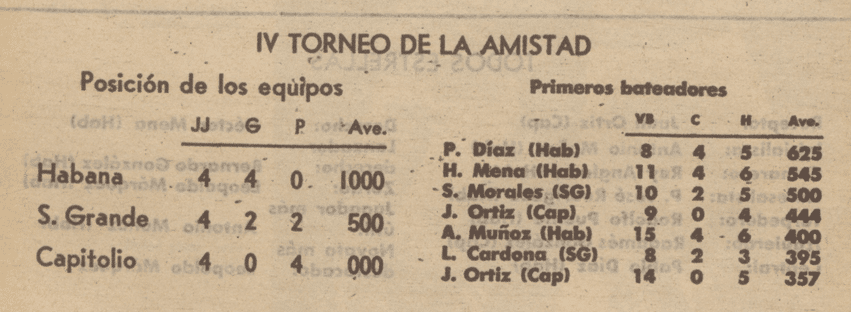 IV TORNEO DE LA AMISTAD
Posición de los equipos
JJ G P Ave.
Habana 4 4 0 1000
S. Grande 4 2 2 500
Capitolio 4 0 4 000
Primeros bateadores
VB C H Ave.
P. Díaz (Hab) 8 4 5 625
H. Mena (Hab) 11 4 6 545
S. Morales (SG) 10 2 5 500
J. Ortiz (Cap) 9 0 4 444
A. Muñoz (Hab) 15 4 6 400
L. Cardona (SG) 8 2 3 395
J. Ortiz (Cap) 14 0 5 357